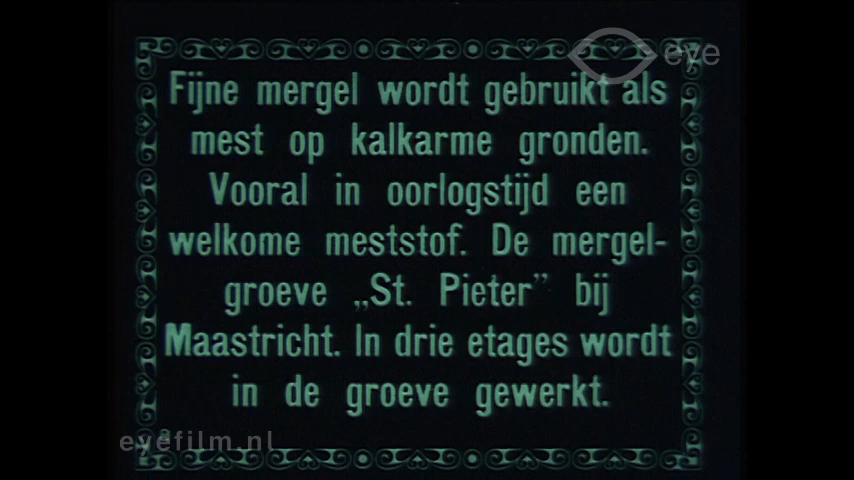 eye
Fijne mergel wordt gebruikt als
mest op kalkarme gronden.
Vooral in oorlogstijd een
welkome meststof. De mergel-
groeve „St. Pieter” bij
Maastricht. In drie etages wordt
in de groeve gewerkt.
eyefilm.nl